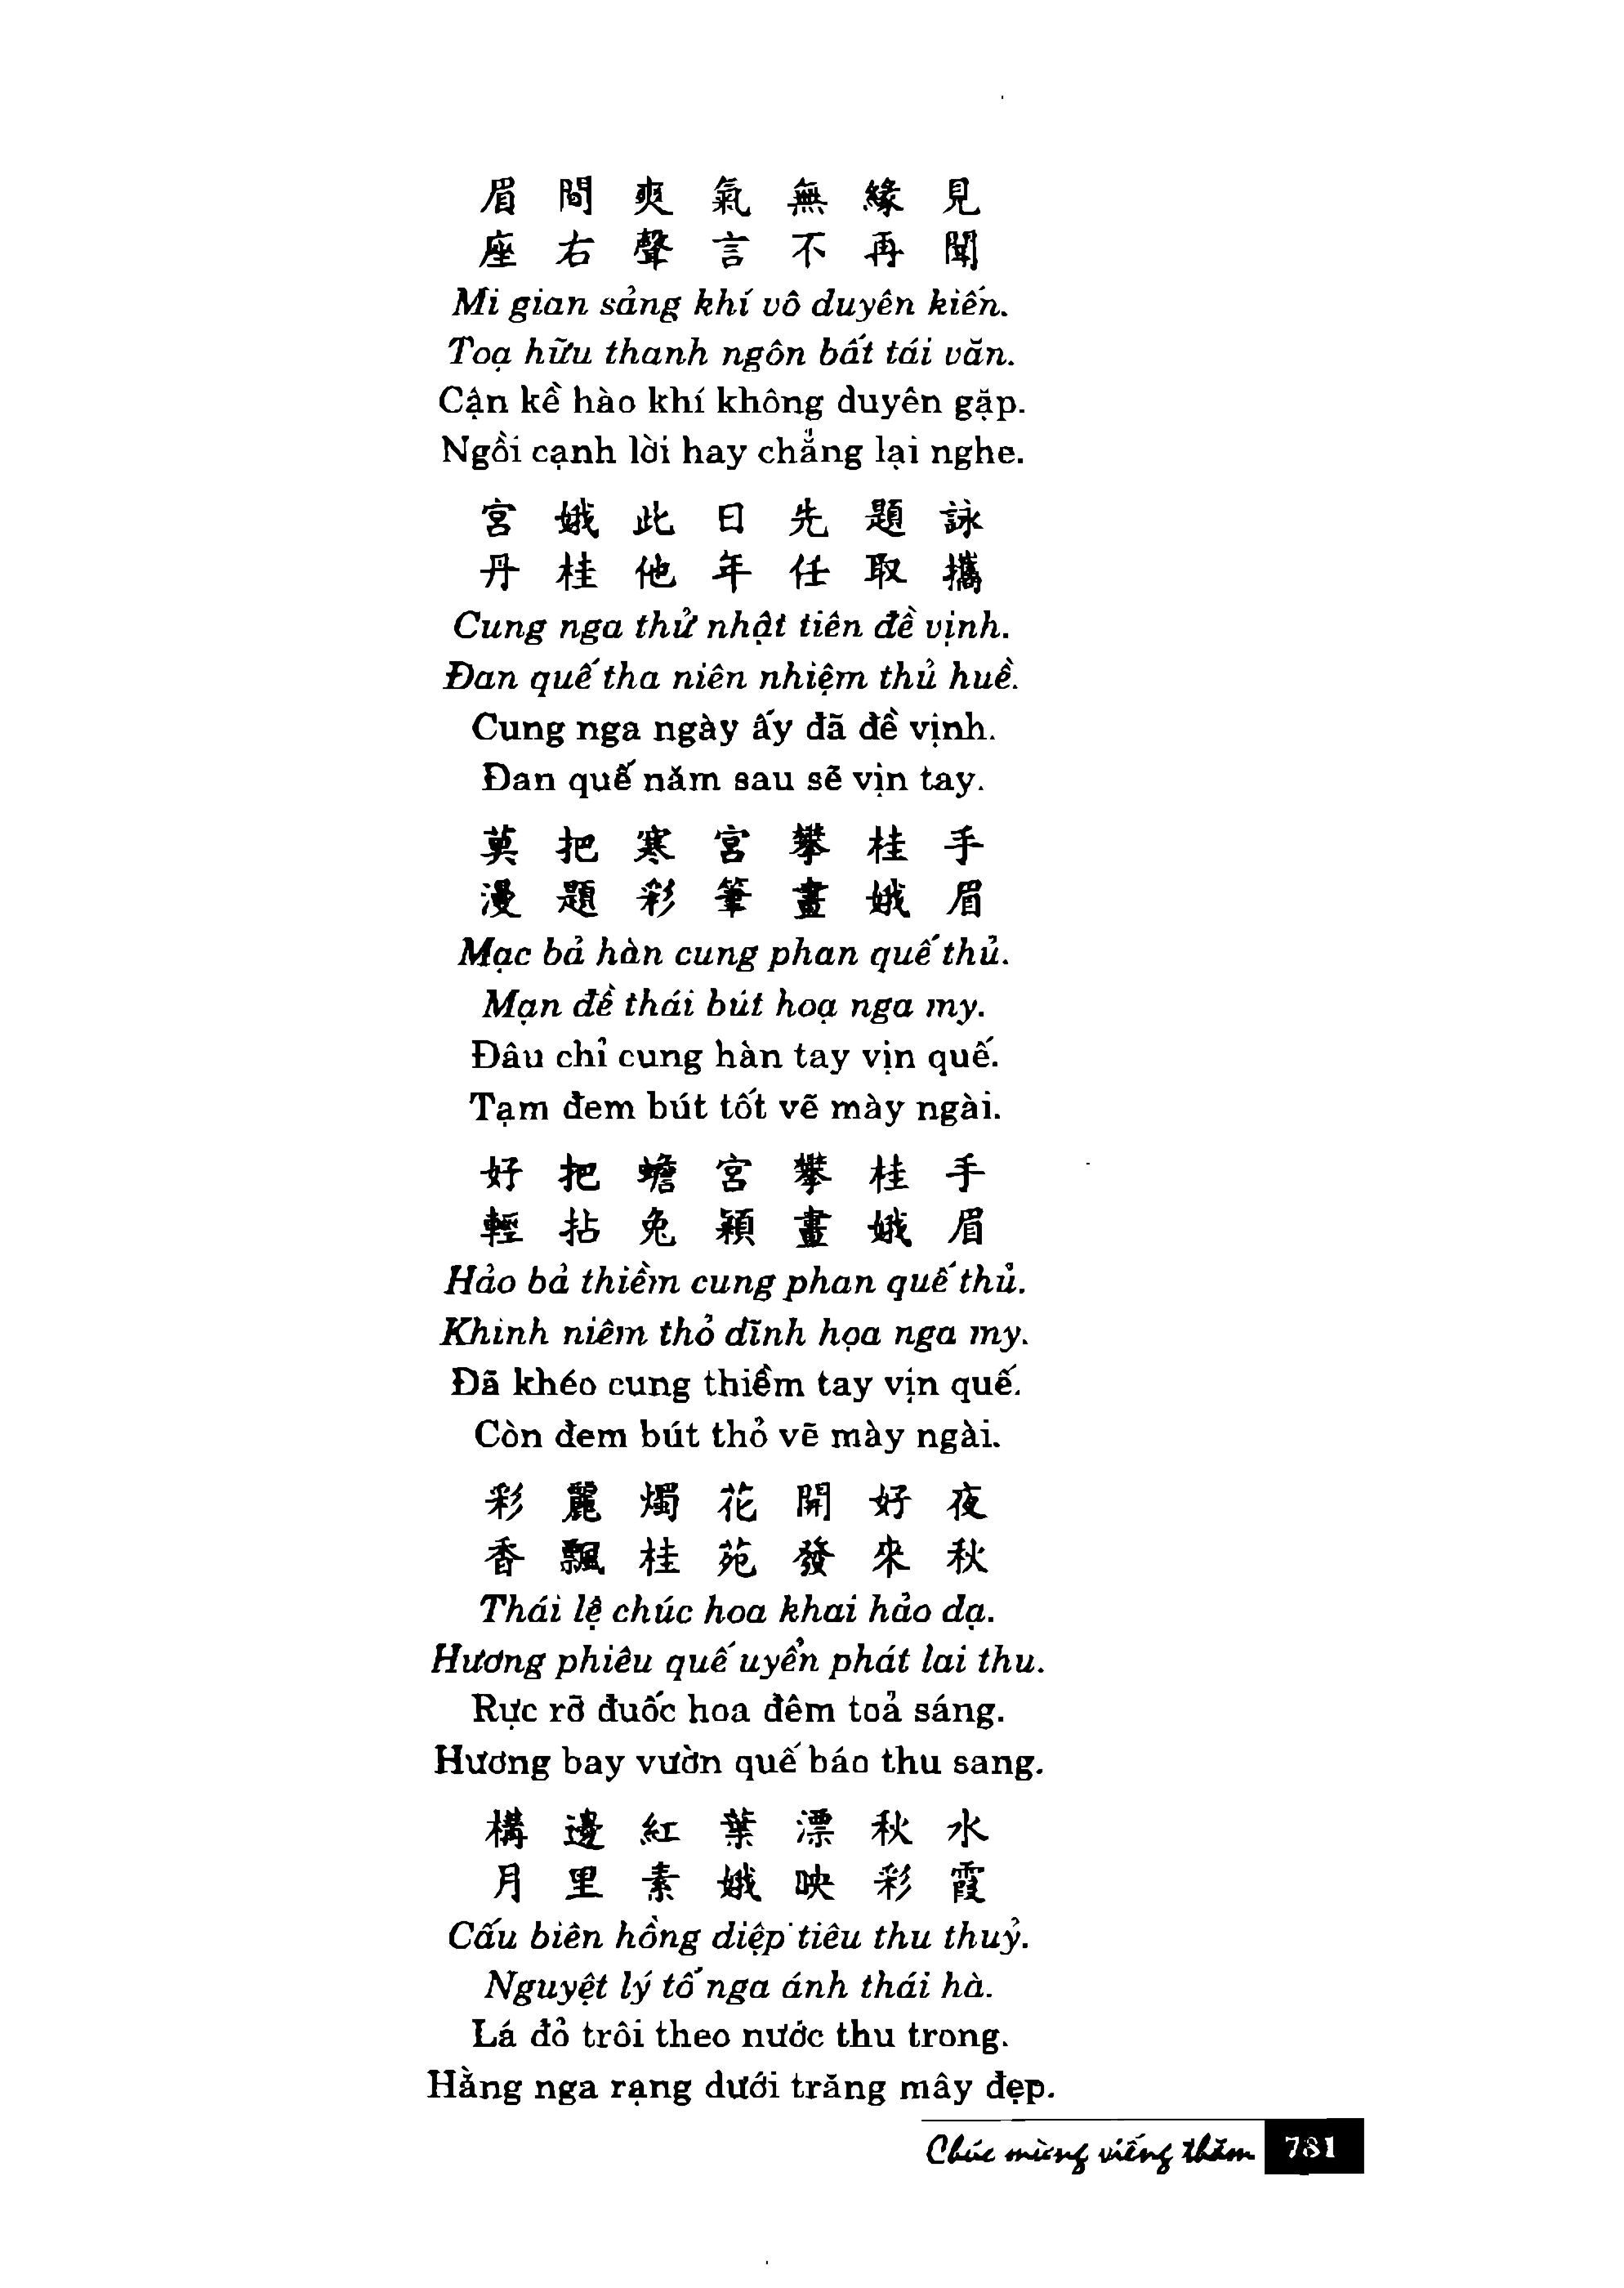 眉間爽氣無緣見
座右聲言不再聞
Mi gian sảng khí vô duyên kiến.
Toạ hữu thanh ngôn bất tái văn.
Cận kề hào khí không duyên gặp.
Ngồi cạnh lời hay chẳng lại nghe.
宮娥此日先題詠
丹桂他年任取攜
Cung nga thử nhật tiên đề vịnh.
Đan quế tha niên nhiệm thủ huề.
Cung nga ngày ấy đã đề vịnh.
Đan quế năm sau sẽ vịn tay.
莫把寒宮攀桂手
漫題彩筆畫娥眉
Mạc bả hàn cung phan quế thủ.
Mạn đề thái bút hoạ nga my.
Đâu chỉ cung hàn tay vịn quế.
Tạm đem bút tốt vẽ mày ngài.
好把蟾宮攀桂手
輕拈兔穎畫娥眉
Hảo bả thiềm cung phan quế thủ.
Khinh niêm thỏ dĩnh họa nga my.
Đã khéo cung thiềm tay vịn quế.
Còn đem bút thỏ vẽ mày ngài.
彩麗燭花開好夜
香飄桂苑發來秋
Thái lệ chúc hoa khai hảo dạ.
Hương phiêu quế uyển phát lai thu.
Rực rỡ đuốc hoa đêm toả sáng.
Hương bay vườn quế báo thu sang.
構邊紅葉漂秋水
月里素娥映彩霞
Cấu biên hồng diệp tiêu thu thuỷ.
Nguyệt lý tố nga ánh thái hà.
Lá đỏ trôi theo nước thu trong.
Hằng nga rạng dưới trăng mây đẹp.
Chúc mừng viếng thăm 781